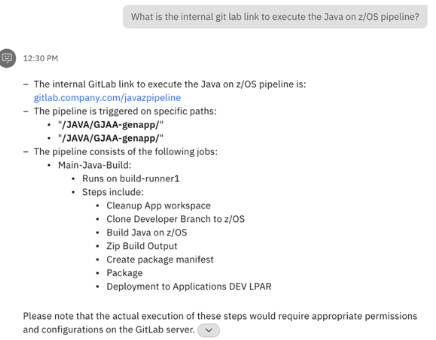 What is the internal git lab link to execute the Java on z/OS pipeline?
12:30 PM
– The internal GitLab link to execute the Java on z/OS pipeline is:
gitlab.company.com/javazpipeline
– The pipeline is triggered on specific paths:
• "/JAVA/GJAA-genapp/"
• "/JAVA/GJAA-genapp/"
– The pipeline consists of the following jobs:
• Main-Java-Build:
• Runs on build-runner1
• Steps include:
• Cleanup App workspace
• Clone Developer Branch to z/OS
• Build Java on z/OS
• Zip Build Output
• Create package manifest
• Package
• Deployment to Applications DEV LPAR
Please note that the actual execution of these steps would require appropriate permissions
and configurations on the GitLab server.